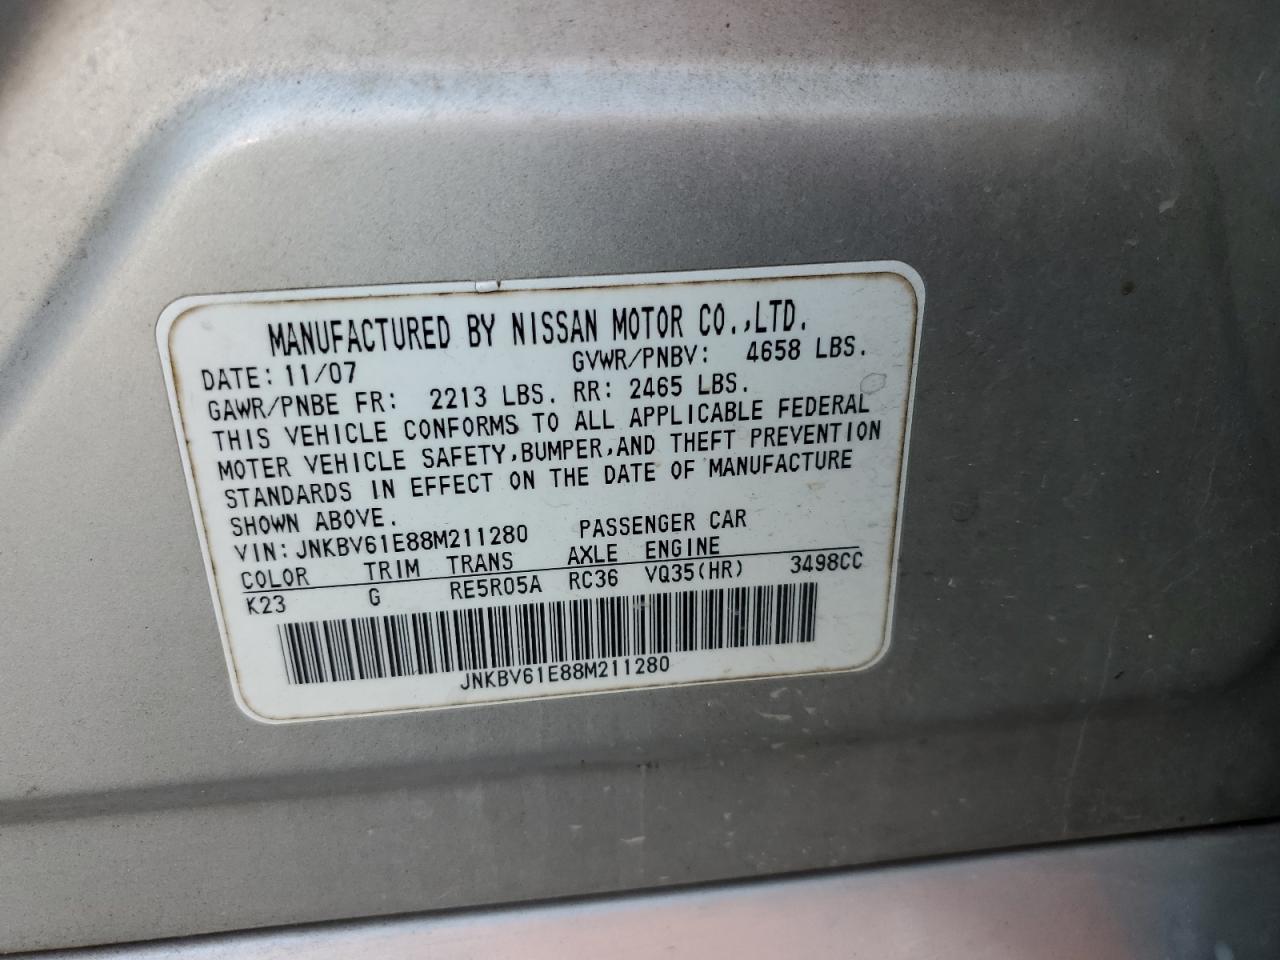 MANUFACTURED BY NISSAN MOTOR CO.,LTD.
DATE: 11/07 GVWR/PNBV: 4658 LBS.
GAWR/PNBE FR: 2213 LBS. RR: 2465 LBS.
THIS VEHICLE CONFORMS TO ALL APPLICABLE FEDERAL
MOTER VEHICLE SAFETY,BUMPER,AND THEFT PREVENTION
STANDARDS IN EFFECT ON THE DATE OF MANUFACTURE
SHOWN ABOVE.
VIN: JNKBV61E88M211280 PASSENGER CAR
COLOR TRIM TRANS AXLE ENGINE
K23 G RE5R05A RC36 VQ35(HR) 3498CC
JNKBV61E88M211280